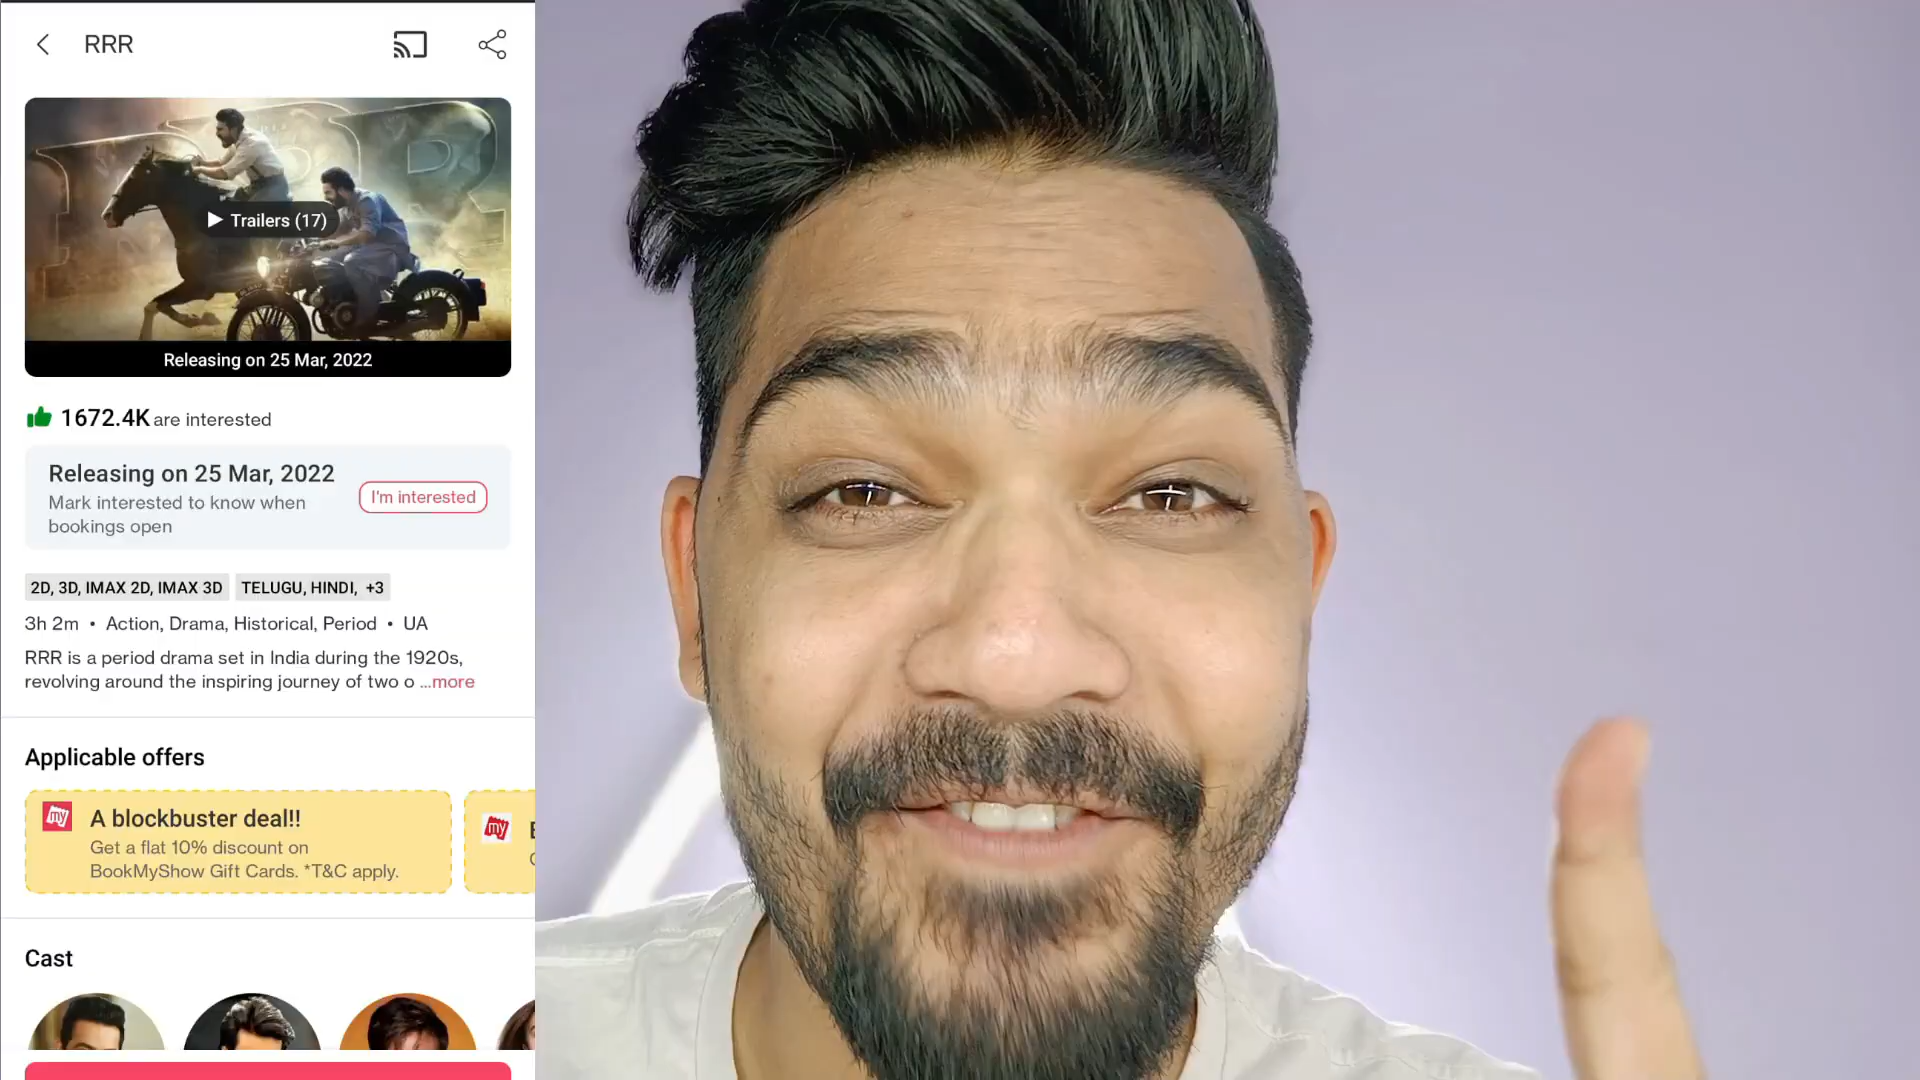 RRR
Trailers (17)
Releasing on 25 Mar, 2022
1672.4K are interested
Releasing on 25 Mar, 2022
Mark interested to know when
bookings open
I'm interested
2D, 3D, IMAX 2D, IMAX 3D TELUGU, HINDI, +3
3h 2m • Action, Drama, Historical, Period • UA
RRR is a period drama set in India during the 1920s,
revolving around the inspiring journey of two o ...more
Applicable offers
my
A blockbuster deal!!
Get a flat 10% discount on
BookMyShow Gift Cards. *T&C apply.
my
Cast